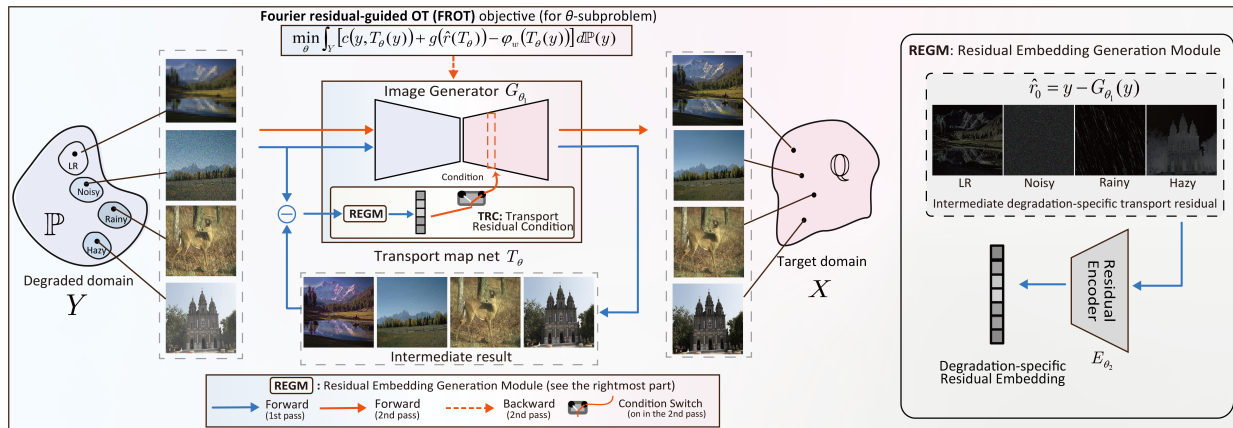 Fourier residual-guided OT (FROT) objective (for θ-subproblem)
min_θ ∫_Y [c(y, T_θ(y)) + g(r̂(T_θ)) − φ_w(T_θ(y))] dℙ(y)
Image Generator G_θ₁
LR
Noisy
Rainy
Hazy
ℙ
Degraded domain
Y
Condition
REGM
TRC: Transport
Residual Condition
Transport map net T_θ
Intermediate result
ℚ
Target domain
X
REGM : Residual Embedding Generation Module (see the rightmost part)
Forward
(1st pass)
Forward
(2nd pass)
Backward
(2nd pass)
Condition Switch
(on in the 2nd pass)
REGM: Residual Embedding Generation Module
r̂₀ = y − G_θ₁(y)
LR Noisy Rainy Hazy
Intermediate degradation-specific transport residual
Residual
Encoder
E_θ₂
Degradation-specific
Residual Embedding